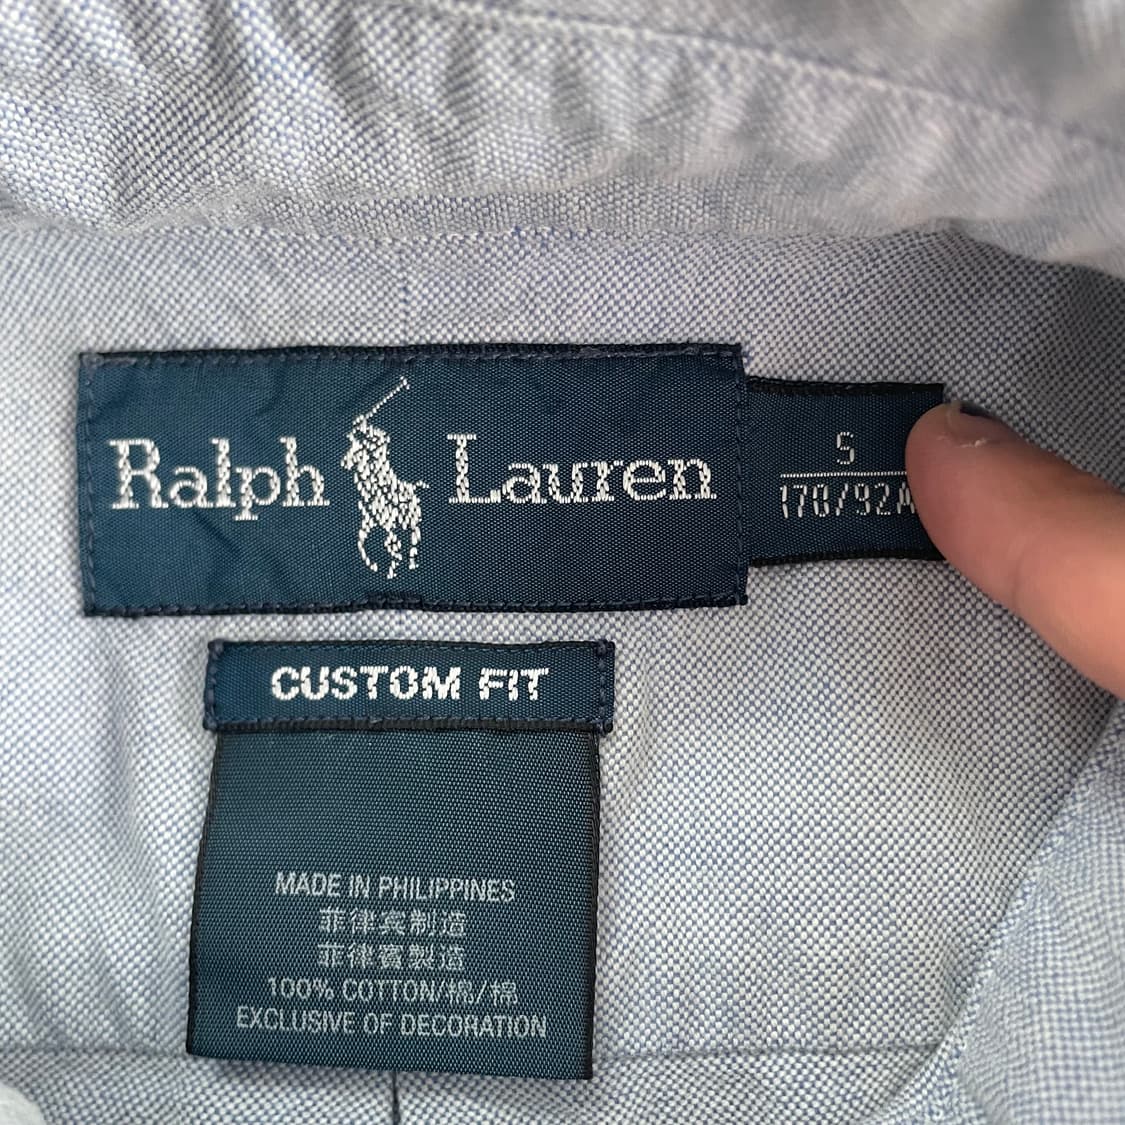 Ralph Lauren
S
170/92A
CUSTOM FIT
MADE IN PHILIPPINES
菲律宾制造
菲律賓製造
100% COTTON/棉/棉
EXCLUSIVE OF DECORATION